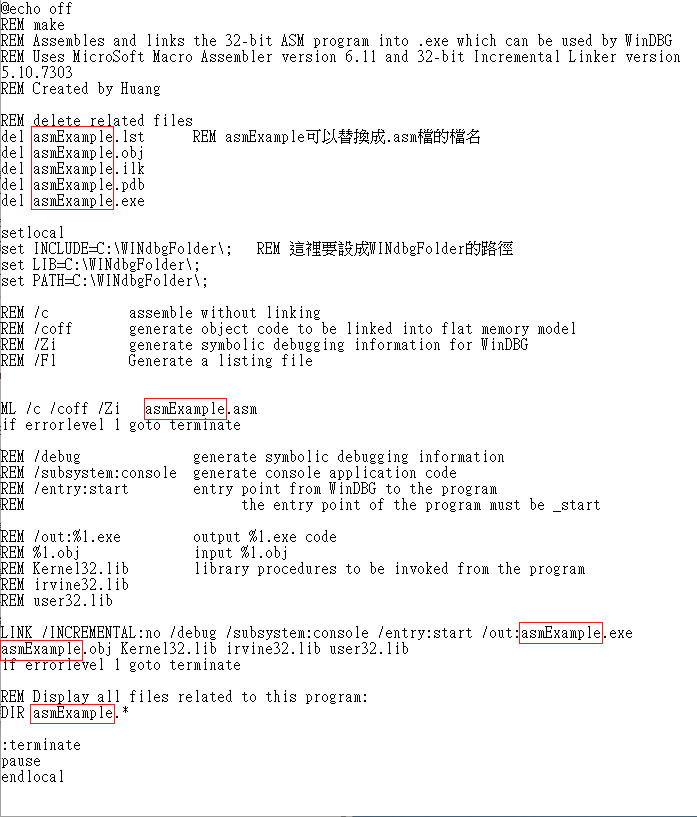 @echo off
REM make
REM Assembles and links the 32-bit ASM program into .exe which can be used by WinDBG
REM Uses MicroSoft Macro Assembler version 6.11 and 32-bit Incremental Linker version
5.10.7303
REM Created by Huang
REM delete related files
del asmExample.lst REM asmExample可以替換成.asm檔的檔名
del asmExample.obj
del asmExample.ilk
del asmExample.pdb
del asmExample.exe
setlocal
set INCLUDE=C:\WINdbgFolder\; REM 這裡要設成WINdbgFolder的路徑
set LIB=C:\WINdbgFolder\;
set PATH=C:\WINdbgFolder\;
REM /c assemble without linking
REM /coff generate object code to be linked into flat memory model
REM /Zi generate symbolic debugging information for WinDBG
REM /Fl Generate a listing file
ML /c /coff /Zi asmExample.asm
if errorlevel 1 goto terminate
REM /debug generate symbolic debugging information
REM /subsystem:console generate console application code
REM /entry:start entry point from WinDBG to the program
REM the entry point of the program must be _start
REM /out:%1.exe output %1.exe code
REM %1.obj input %1.obj
REM Kernel32.lib library procedures to be invoked from the program
REM irvine32.lib
REM user32.lib
LINK /INCREMENTAL:no /debug /subsystem:console /entry:start /out:asmExample.exe
asmExample.obj Kernel32.lib irvine32.lib user32.lib
if errorlevel 1 goto terminate
REM Display all files related to this program:
DIR asmExample.*
:terminate
pause
endlocal